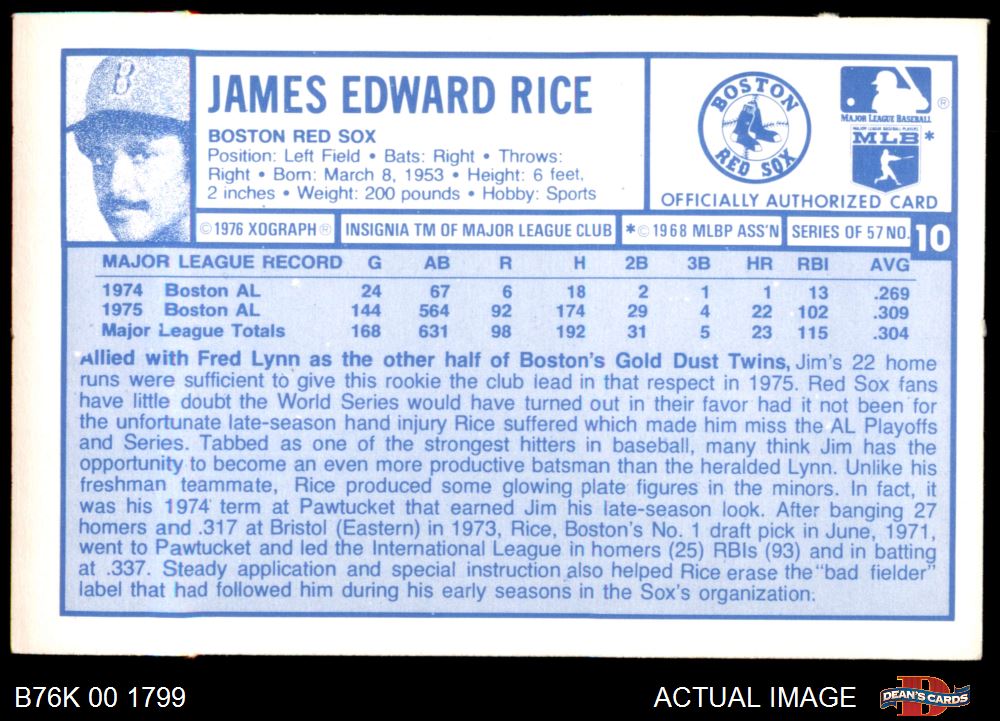 B
JAMES EDWARD RICE
BOSTON RED SOX
Position: Left Field • Bats: Right • Throws:
Right • Born: March 8, 1953 • Height: 6 feet,
2 inches • Weight: 200 pounds • Hobby: Sports
BOSTON
RED SOX
®
MAJOR LEAGUE BASEBALL
MAJOR LEAGUE BASEBALL PLAYERS
MLB *
OFFICIALLY AUTHORIZED CARD
©1976 XOGRAPH® INSIGNIA TM OF MAJOR LEAGUE CLUB *©1968 MLBP ASS'N SERIES OF 57 NO. 10
MAJOR LEAGUE RECORD G AB R H 2B 3B HR RBI AVG
1974 Boston AL 24 67 6 18 2 1 1 13 .269
1975 Boston AL 144 564 92 174 29 4 22 102 .309
Major League Totals 168 631 98 192 31 5 23 115 .304
Allied with Fred Lynn as the other half of Boston's Gold Dust Twins, Jim's 22 home
runs were sufficient to give this rookie the club lead in that respect in 1975. Red Sox fans
have little doubt the World Series would have turned out in their favor had it not been for
the unfortunate late-season hand injury Rice suffered which made him miss the AL Playoffs
and Series. Tabbed as one of the strongest hitters in baseball, many think Jim has the
opportunity to become an even more productive batsman than the heralded Lynn. Unlike his
freshman teammate, Rice produced some glowing plate figures in the minors. In fact, it
was his 1974 term at Pawtucket that earned Jim his late-season look. After banging 27
homers and .317 at Bristol (Eastern) in 1973, Rice, Boston's No. 1 draft pick in June, 1971,
went to Pawtucket and led the International League in homers (25) RBIs (93) and in batting
at .337. Steady application and special instruction also helped Rice erase the "bad fielder"
label that had followed him during his early seasons in the Sox's organization.
B76K 00 1799
ACTUAL IMAGE
DEAN'S CARDS